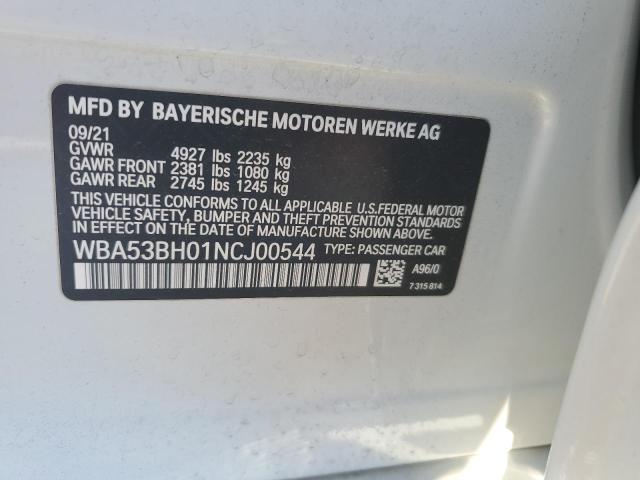 MFD BY BAYERISCHE MOTOREN WERKE AG
09/21
GVWR 4927 lbs 2235 kg
GAWR FRONT 2381 lbs 1080 kg
GAWR REAR 2745 lbs 1245 kg
THIS VEHICLE CONFORMS TO ALL APPLICABLE U.S.FEDERAL MOTOR
VEHICLE SAFETY, BUMPER AND THEFT PREVENTION STANDARDS
IN EFFECT ON THE DATE OF MANUFACTURE SHOWN ABOVE.
WBA53BH01NCJ00544 TYPE: PASSENGER CAR
A96/0
7 315 814